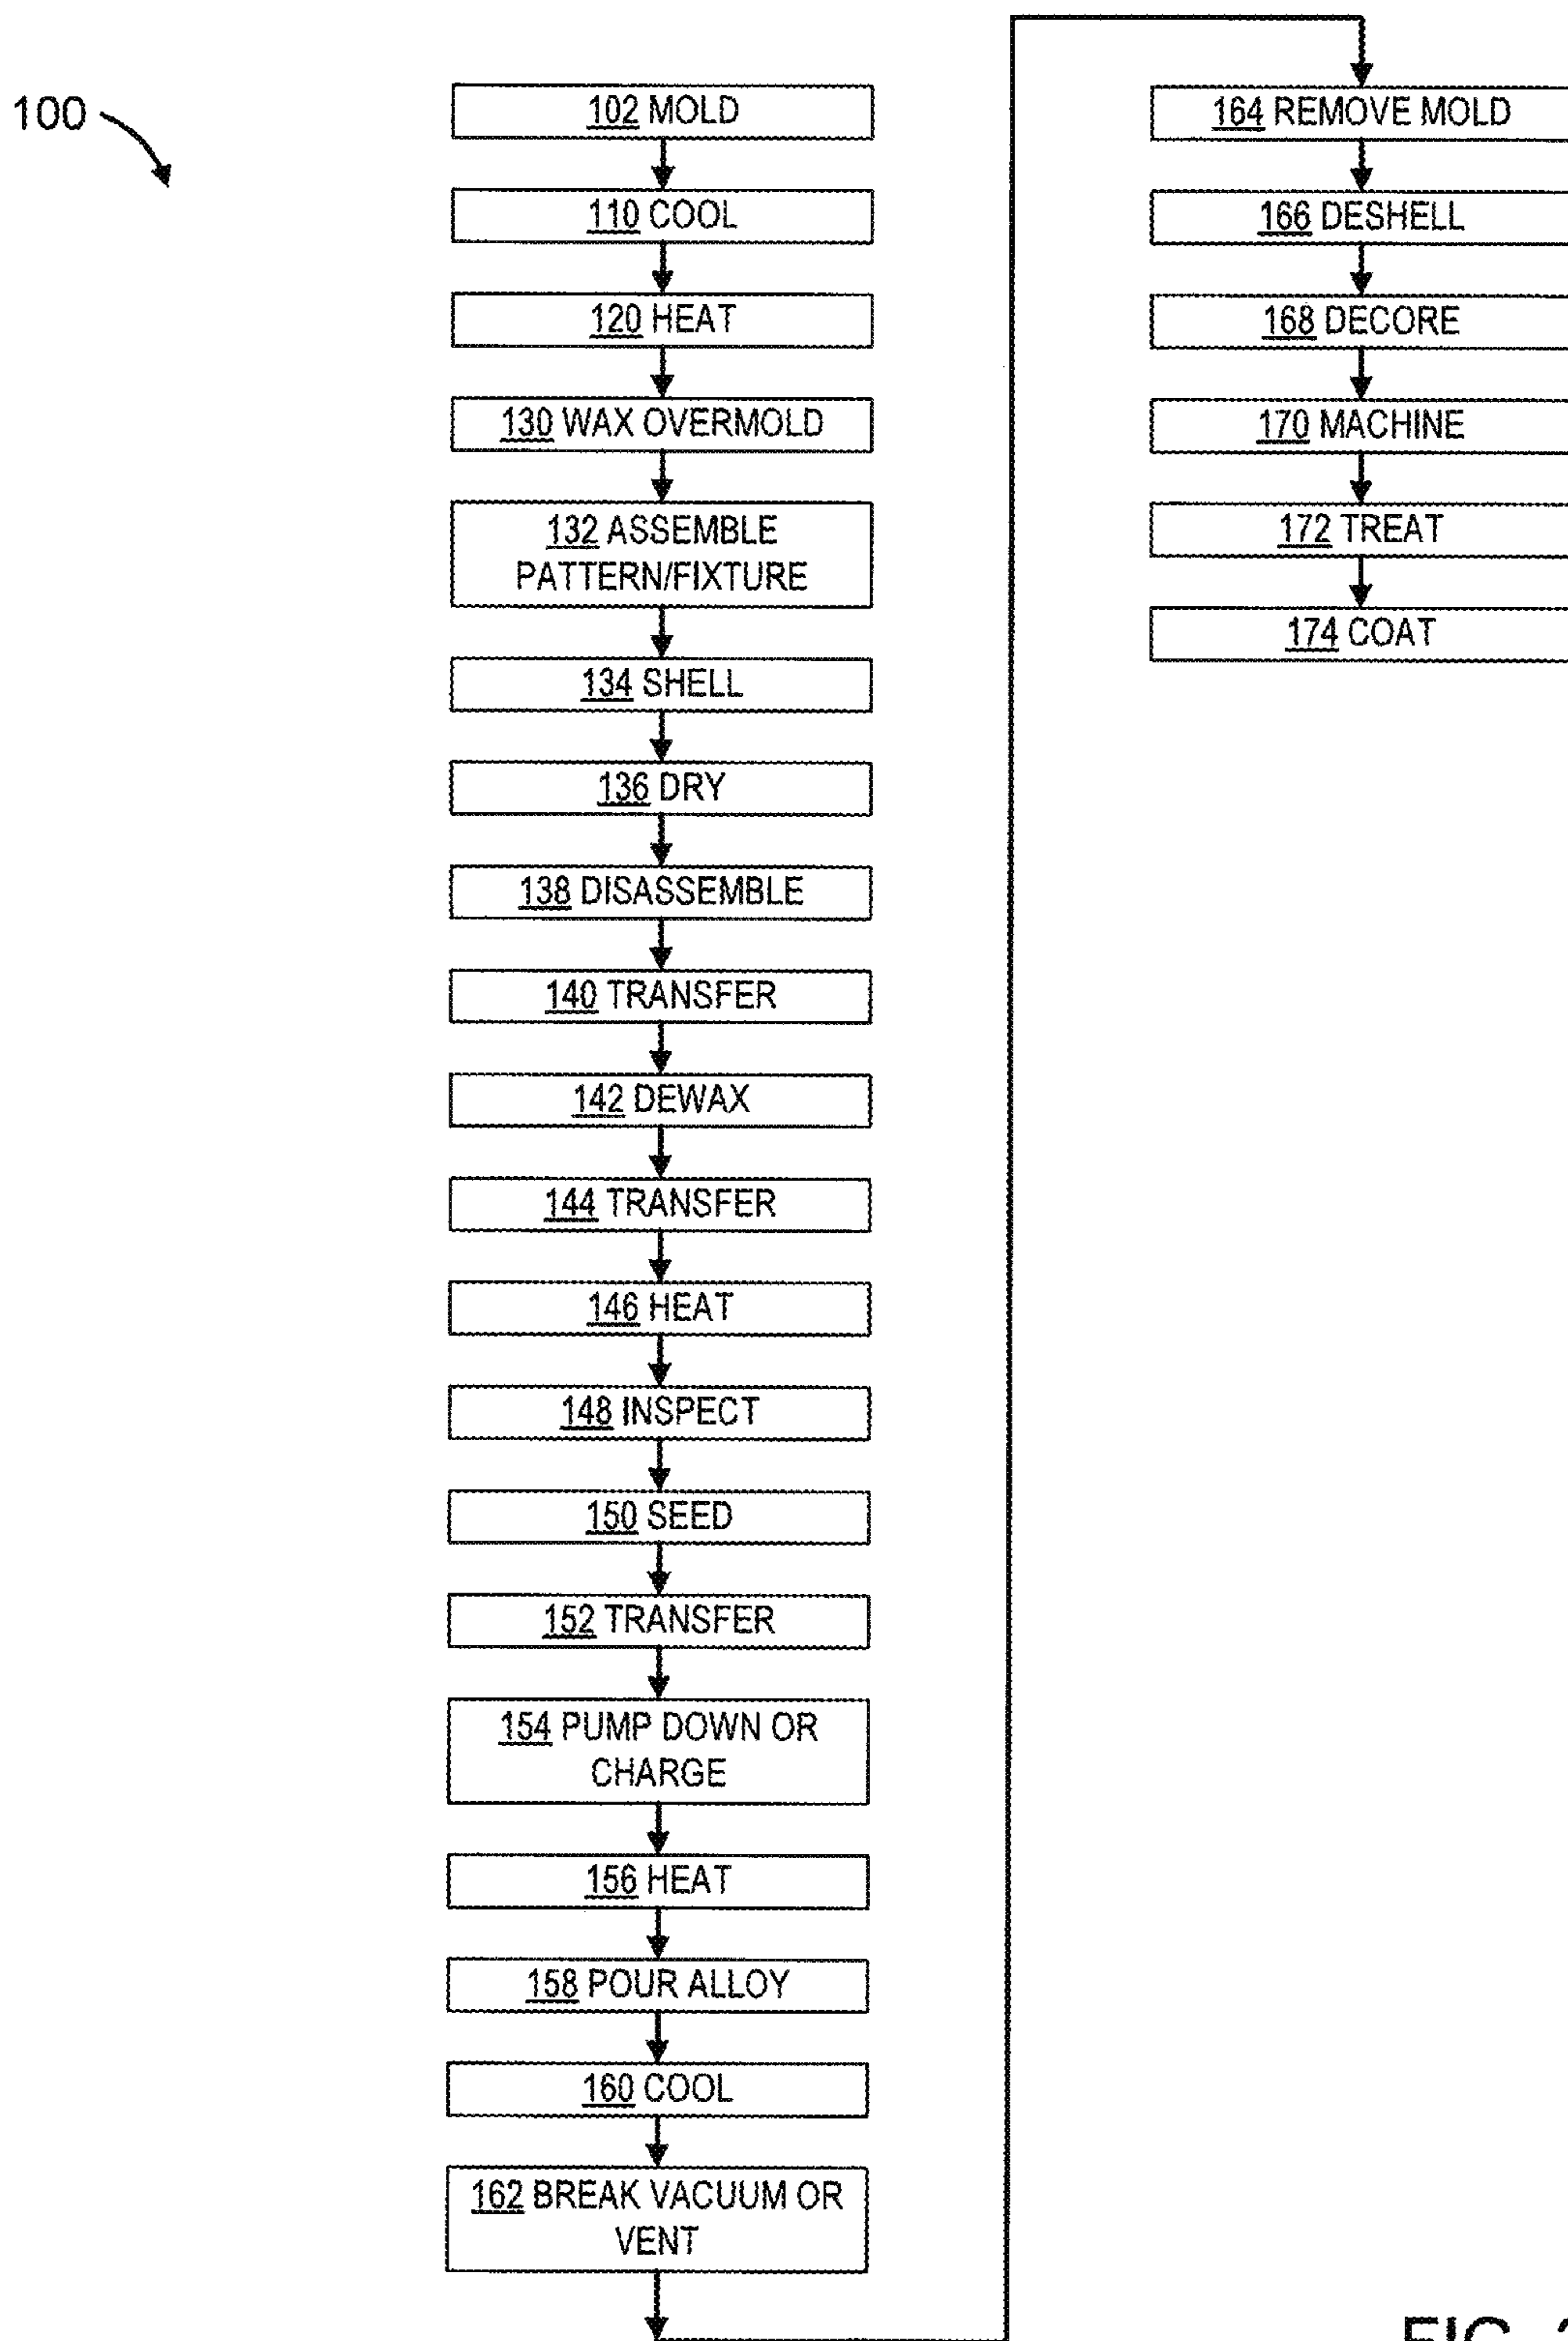 100
102 MOLD
110 COOL
120 HEAT
130 WAX OVERMOLD
132 ASSEMBLE
PATTERN/FIXTURE
134 SHELL
136 DRY
138 DISASSEMBLE
140 TRANSFER
142 DEWAX
144 TRANSFER
146 HEAT
148 INSPECT
150 SEED
152 TRANSFER
154 PUMP DOWN OR
CHARGE
156 HEAT
158 POUR ALLOY
160 COOL
162 BREAK VACUUM OR
VENT
164 REMOVE MOLD
166 DESHELL
168 DECORE
170 MACHINE
172 TREAT
174 COAT
FIG.